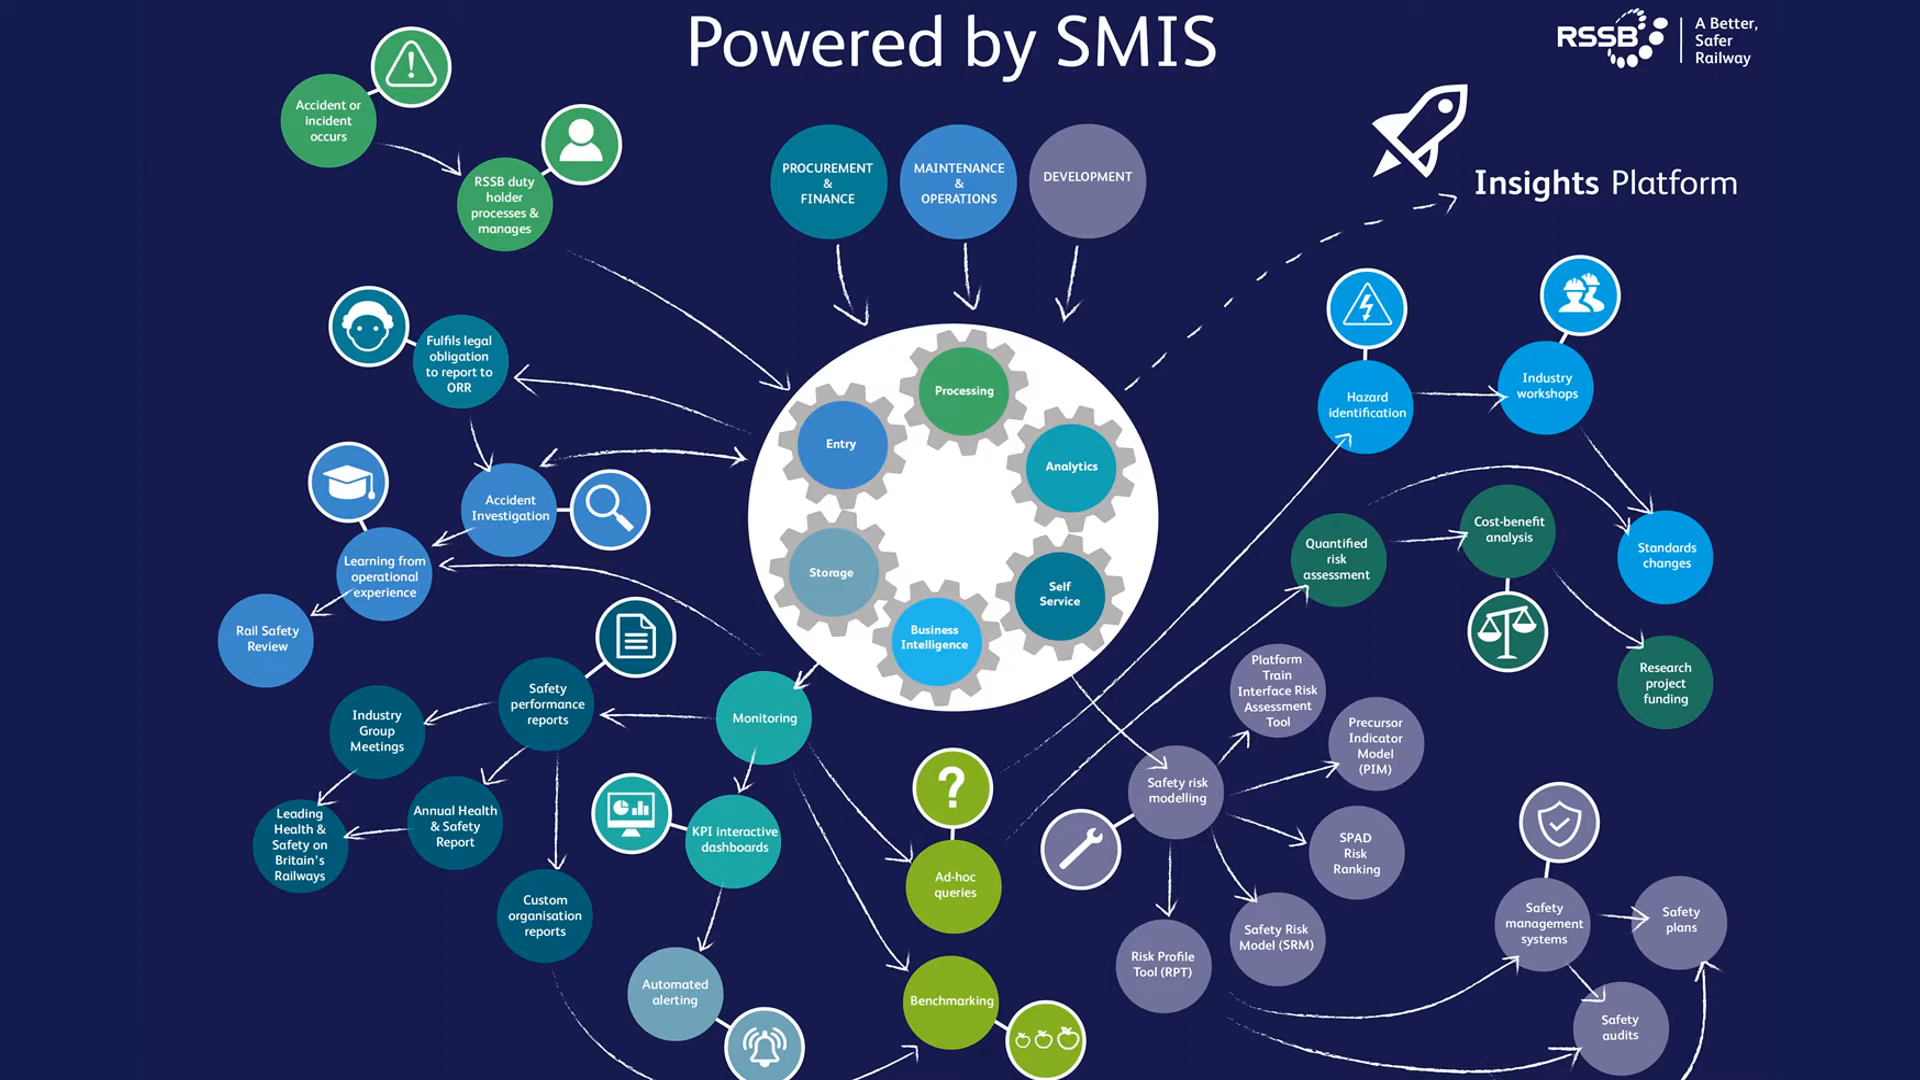 Powered by SMIS
RSSB
A Better,
Safer
Railway
Accident or
incident
occurs
RSSB duty
holder
processes &
manages
PROCUREMENT
&
FINANCE
MAINTENANCE
&
OPERATIONS
DEVELOPMENT
Insights Platform
Fulfils legal
obligation
to report to
ORR
Accident
Investigation
Learning from
operational
experience
Rail Safety
Review
Processing
Entry
Analytics
Storage
Self
Service
Business
Intelligence
Hazard
identification
Industry
workshops
Quantified
risk
assessment
Cost-benefit
analysis
Standards
changes
Research
project
funding
Safety
performance
reports
Monitoring
Industry
Group
Meetings
Leading
Health &
Safety on
Britain's
Railways
Annual Health
& Safety
Report
Custom
organisation
reports
KPI interactive
dashboards
Automated
alerting
?
Ad-hoc
queries
Benchmarking
Safety risk
modelling
Platform
Train
Interface Risk
Assessment
Tool
Precursor
Indicator
Model
(PIM)
SPAD
Risk
Ranking
Safety Risk
Model (SRM)
Risk Profile
Tool (RPT)
Safety
management
systems
Safety
plans
Safety
audits